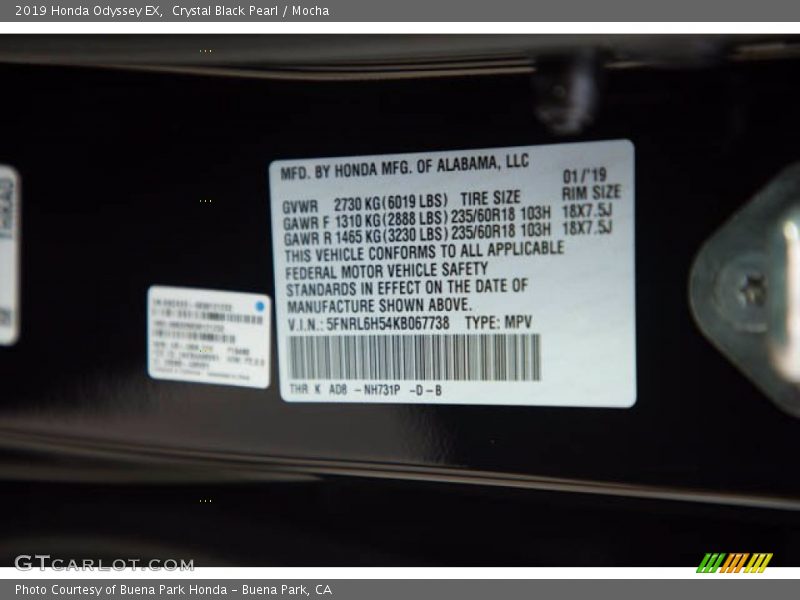 2019 Honda Odyssey EX,  Crystal Black Pearl / Mocha
MFD. BY HONDA MFG. OF ALABAMA, LLC
01/'19
GVWR 2730 KG(6019 LBS) TIRE SIZE RIM SIZE
GAWR F 1310 KG(2888 LBS) 235/60R18 103H 18X7.5J
GAWR R 1465 KG(3230 LBS) 235/60R18 103H 18X7.5J
THIS VEHICLE CONFORMS TO ALL APPLICABLE
FEDERAL MOTOR VEHICLE SAFETY
STANDARDS IN EFFECT ON THE DATE OF
MANUFACTURE SHOWN ABOVE.
V.I.N.: 5FNRL6H54KB067738 TYPE: MPV
THR K AD8 -NH731P -D-B
GTCARLOT.COM
Photo Courtesy of Buena Park Honda - Buena Park, CA